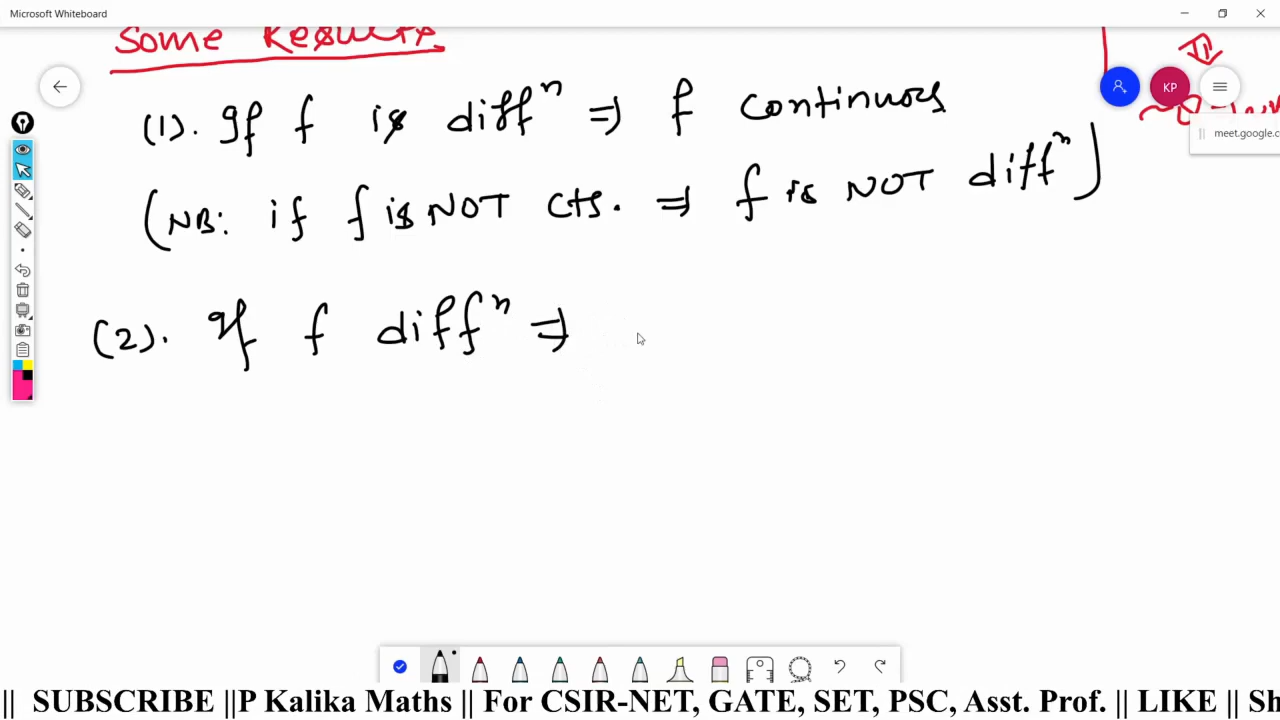 Microsoft Whiteboard
Some Results
KP
meet.google.c
(1). If f is diffⁿ ⇒ f continuous
(NB: if f is NOT cts. ⇒ f is NOT diffⁿ)
(2). If f diffⁿ ⇒
|| SUBSCRIBE ||P Kalika Maths || For CSIR-NET, GATE, SET, PSC, Asst. Prof. || LIKE || Sh